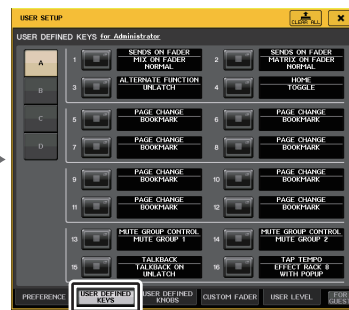 USER SETUP
CLEAR ALL
USER DEFINED KEYS for Administrator
A
B
C
D
1 SENDS ON FADER MIX ON FADER NORMAL
2 SENDS ON FADER MATRIX ON FADER NORMAL
3 ALTERNATE FUNCTION UNLATCH
4 HOME TOGGLE
5 PAGE CHANGE BOOKMARK
6 PAGE CHANGE BOOKMARK
7 PAGE CHANGE BOOKMARK
8 PAGE CHANGE BOOKMARK
9 PAGE CHANGE BOOKMARK
10 PAGE CHANGE BOOKMARK
11 PAGE CHANGE BOOKMARK
12 PAGE CHANGE BOOKMARK
13 MUTE GROUP CONTROL MUTE GROUP 1
14 MUTE GROUP CONTROL MUTE GROUP 2
15 TALKBACK TALKBACK ON UNLATCH
16 TAP TEMPO EFFECT RACK 8 WITH POPUP
PREFERENCE
USER DEFINED KEYS
USER DEFINED KNOBS
CUSTOM FADER
USER LEVEL
FOR GUEST